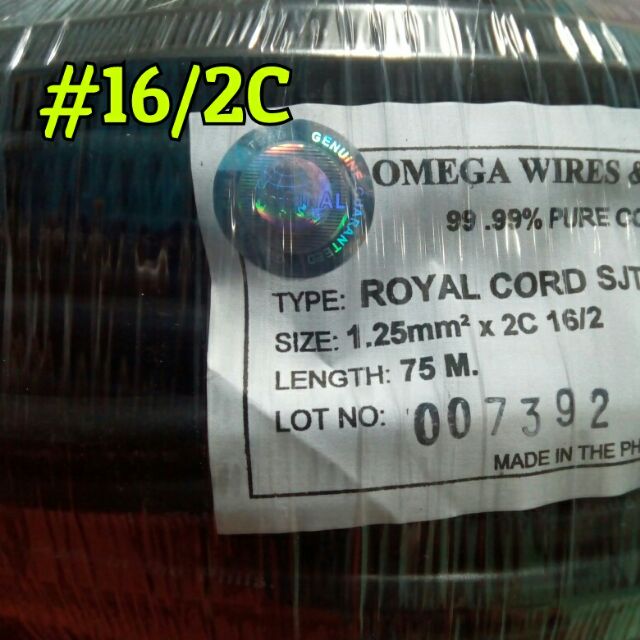 #16/2C
GENUINE
OMEGA WIRES &
99 .99% PURE CO
TYPE: ROYAL CORD SJT
SIZE: 1.25mm² x 2C 16/2
LENGTH: 75 M.
LOT NO: 007392
MADE IN THE PH